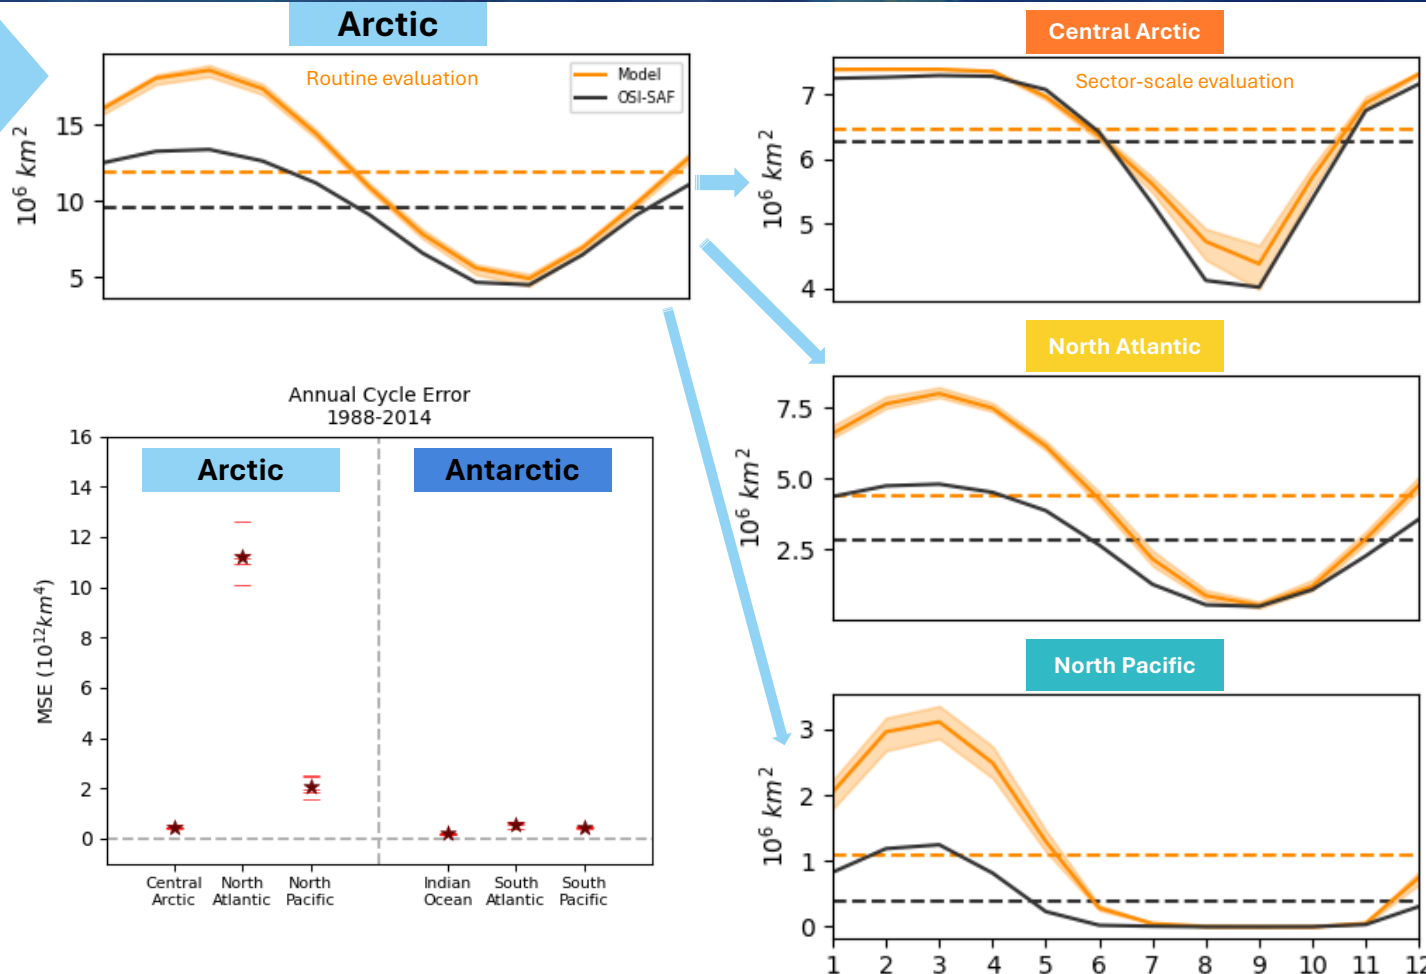 Arctic
Routine evaluation
Model
OSI-SAF
10⁶ km²
15
10
5
Central Arctic
Sector-scale evaluation
10⁶ km²
7
6
5
4
North Atlantic
10⁶ km²
7.5
5.0
2.5
North Pacific
10⁶ km²
3
2
1
0
1 2 3 4 5 6 7 8 9 10 11 12
Annual Cycle Error
1988-2014
Arctic
Antarctic
MSE (10¹²km⁴)
16
14
12
10
8
6
4
2
0
Central
Arctic
North
Atlantic
North
Pacific
Indian
Ocean
South
Atlantic
South
Pacific